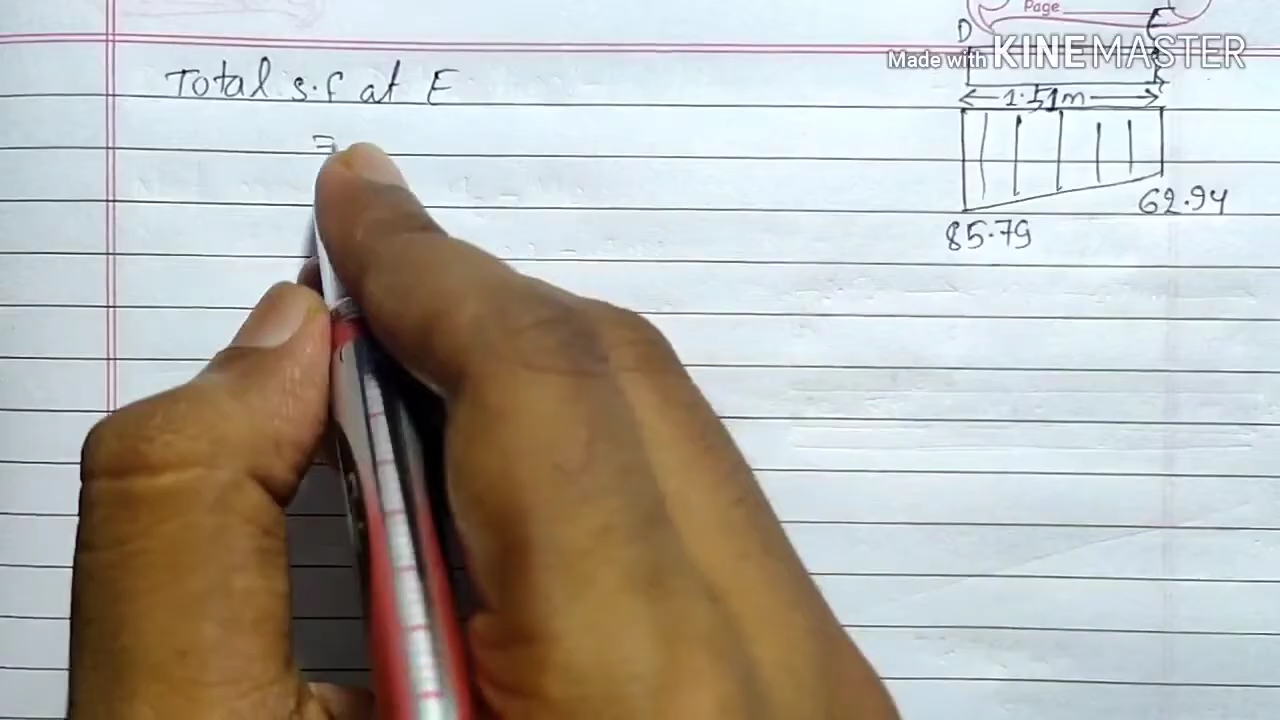 Page
D E
Made with KINEMASTER
Total s.f at E
1.51m
=
62.94
85.79